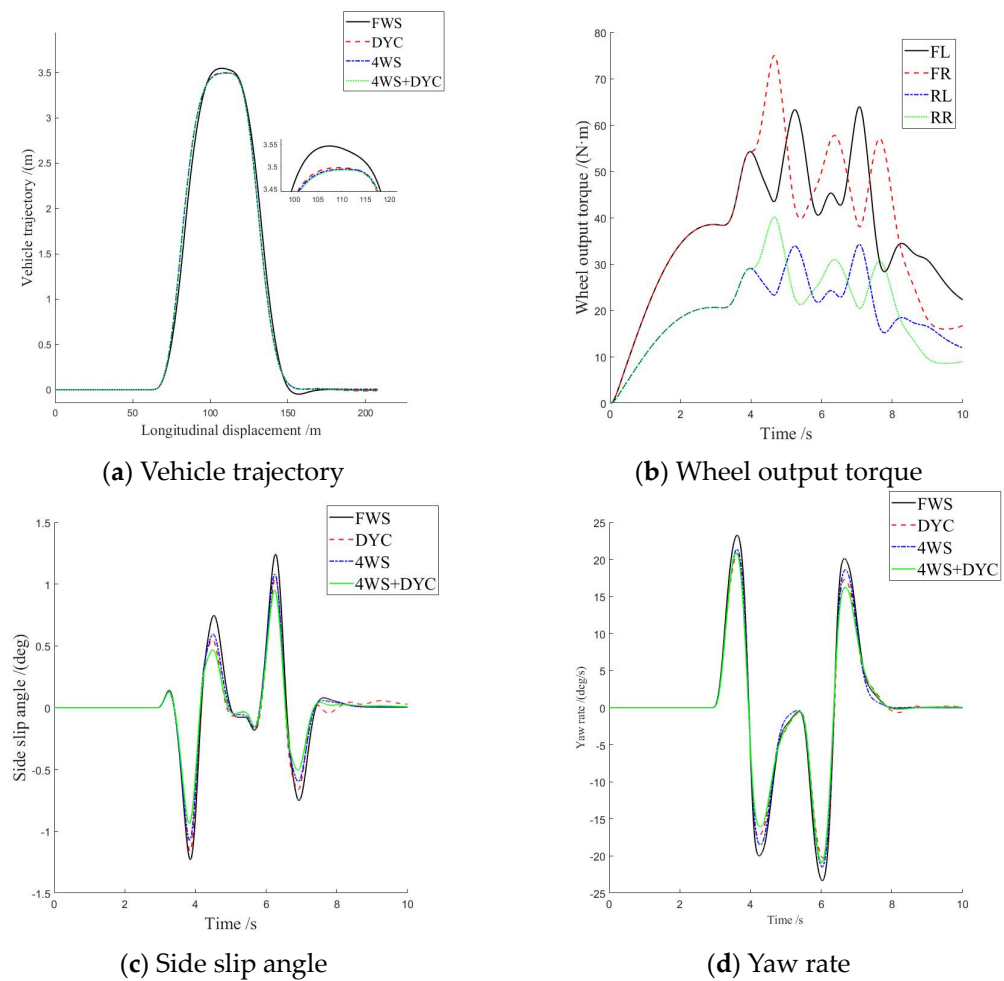 FWS
DYC
4WS
4WS+DYC
Vehicle trajectory /(m)
3.5
3
2.5
2
1.5
1
0.5
0
3.55
3.5
3.45
100 105 110 115 120
0 50 100 150 200
Longitudinal displacement /m
(a) Vehicle trajectory
FL
FR
RL
RR
Wheel output torque /(N·m)
80
70
60
50
40
30
20
10
0
0 2 4 6 8 10
Time /s
(b) Wheel output torque
FWS
DYC
4WS
4WS+DYC
Side slip angle /(deg)
1.5
1
0.5
0
-0.5
-1
-1.5
0 2 4 6 8 10
Time /s
(c) Side slip angle
FWS
DYC
4WS
4WS+DYC
Yaw rate /(deg/s)
25
20
15
10
5
0
-5
-10
-15
-20
-25
0 2 4 6 8 10
Time /s
(d) Yaw rate